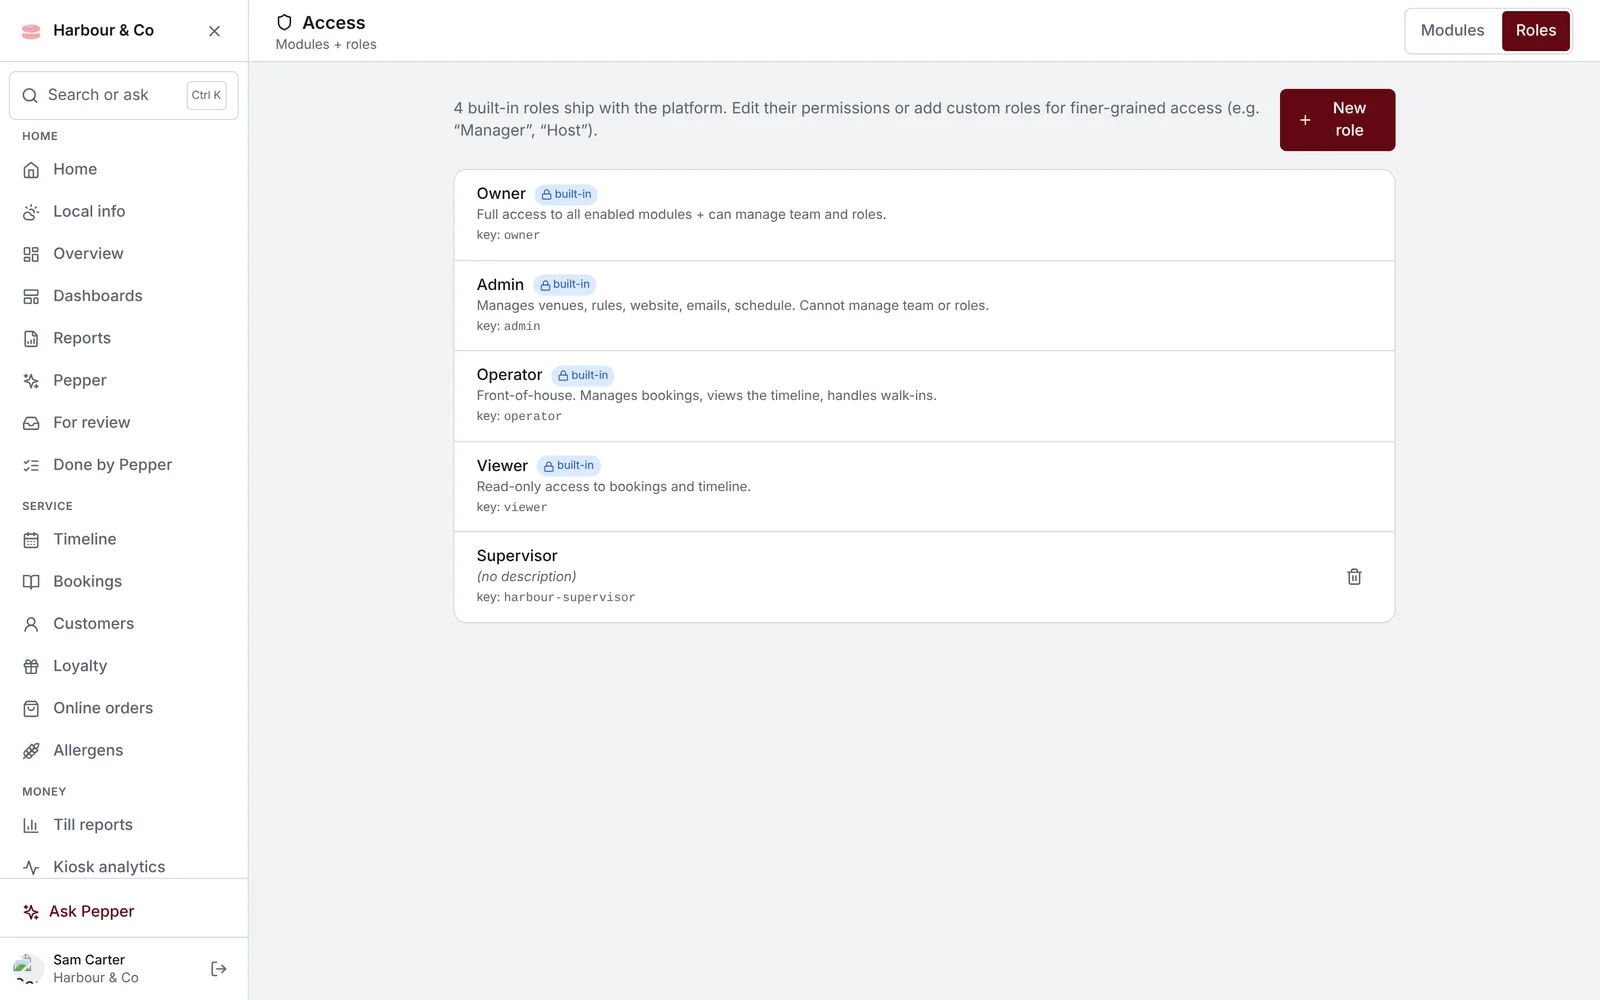 Harbour & Co
Search or ask
Ctrl K
HOME
Home
Local info
Overview
Dashboards
Reports
Pepper
For review
Done by Pepper
SERVICE
Timeline
Bookings
Customers
Loyalty
Online orders
Allergens
MONEY
Till reports
Kiosk analytics
Ask Pepper
Sam Carter
Harbour & Co
Access
Modules + roles
Modules
Roles
4 built-in roles ship with the platform. Edit their permissions or add custom roles for finer-grained access (e.g.
“Manager”, “Host”).
New
role
Owner built-in
Full access to all enabled modules + can manage team and roles.
key: owner
Admin built-in
Manages venues, rules, website, emails, schedule. Cannot manage team or roles.
key: admin
Operator built-in
Front-of-house. Manages bookings, views the timeline, handles walk-ins.
key: operator
Viewer built-in
Read-only access to bookings and timeline.
key: viewer
Supervisor
(no description)
key: harbour-supervisor